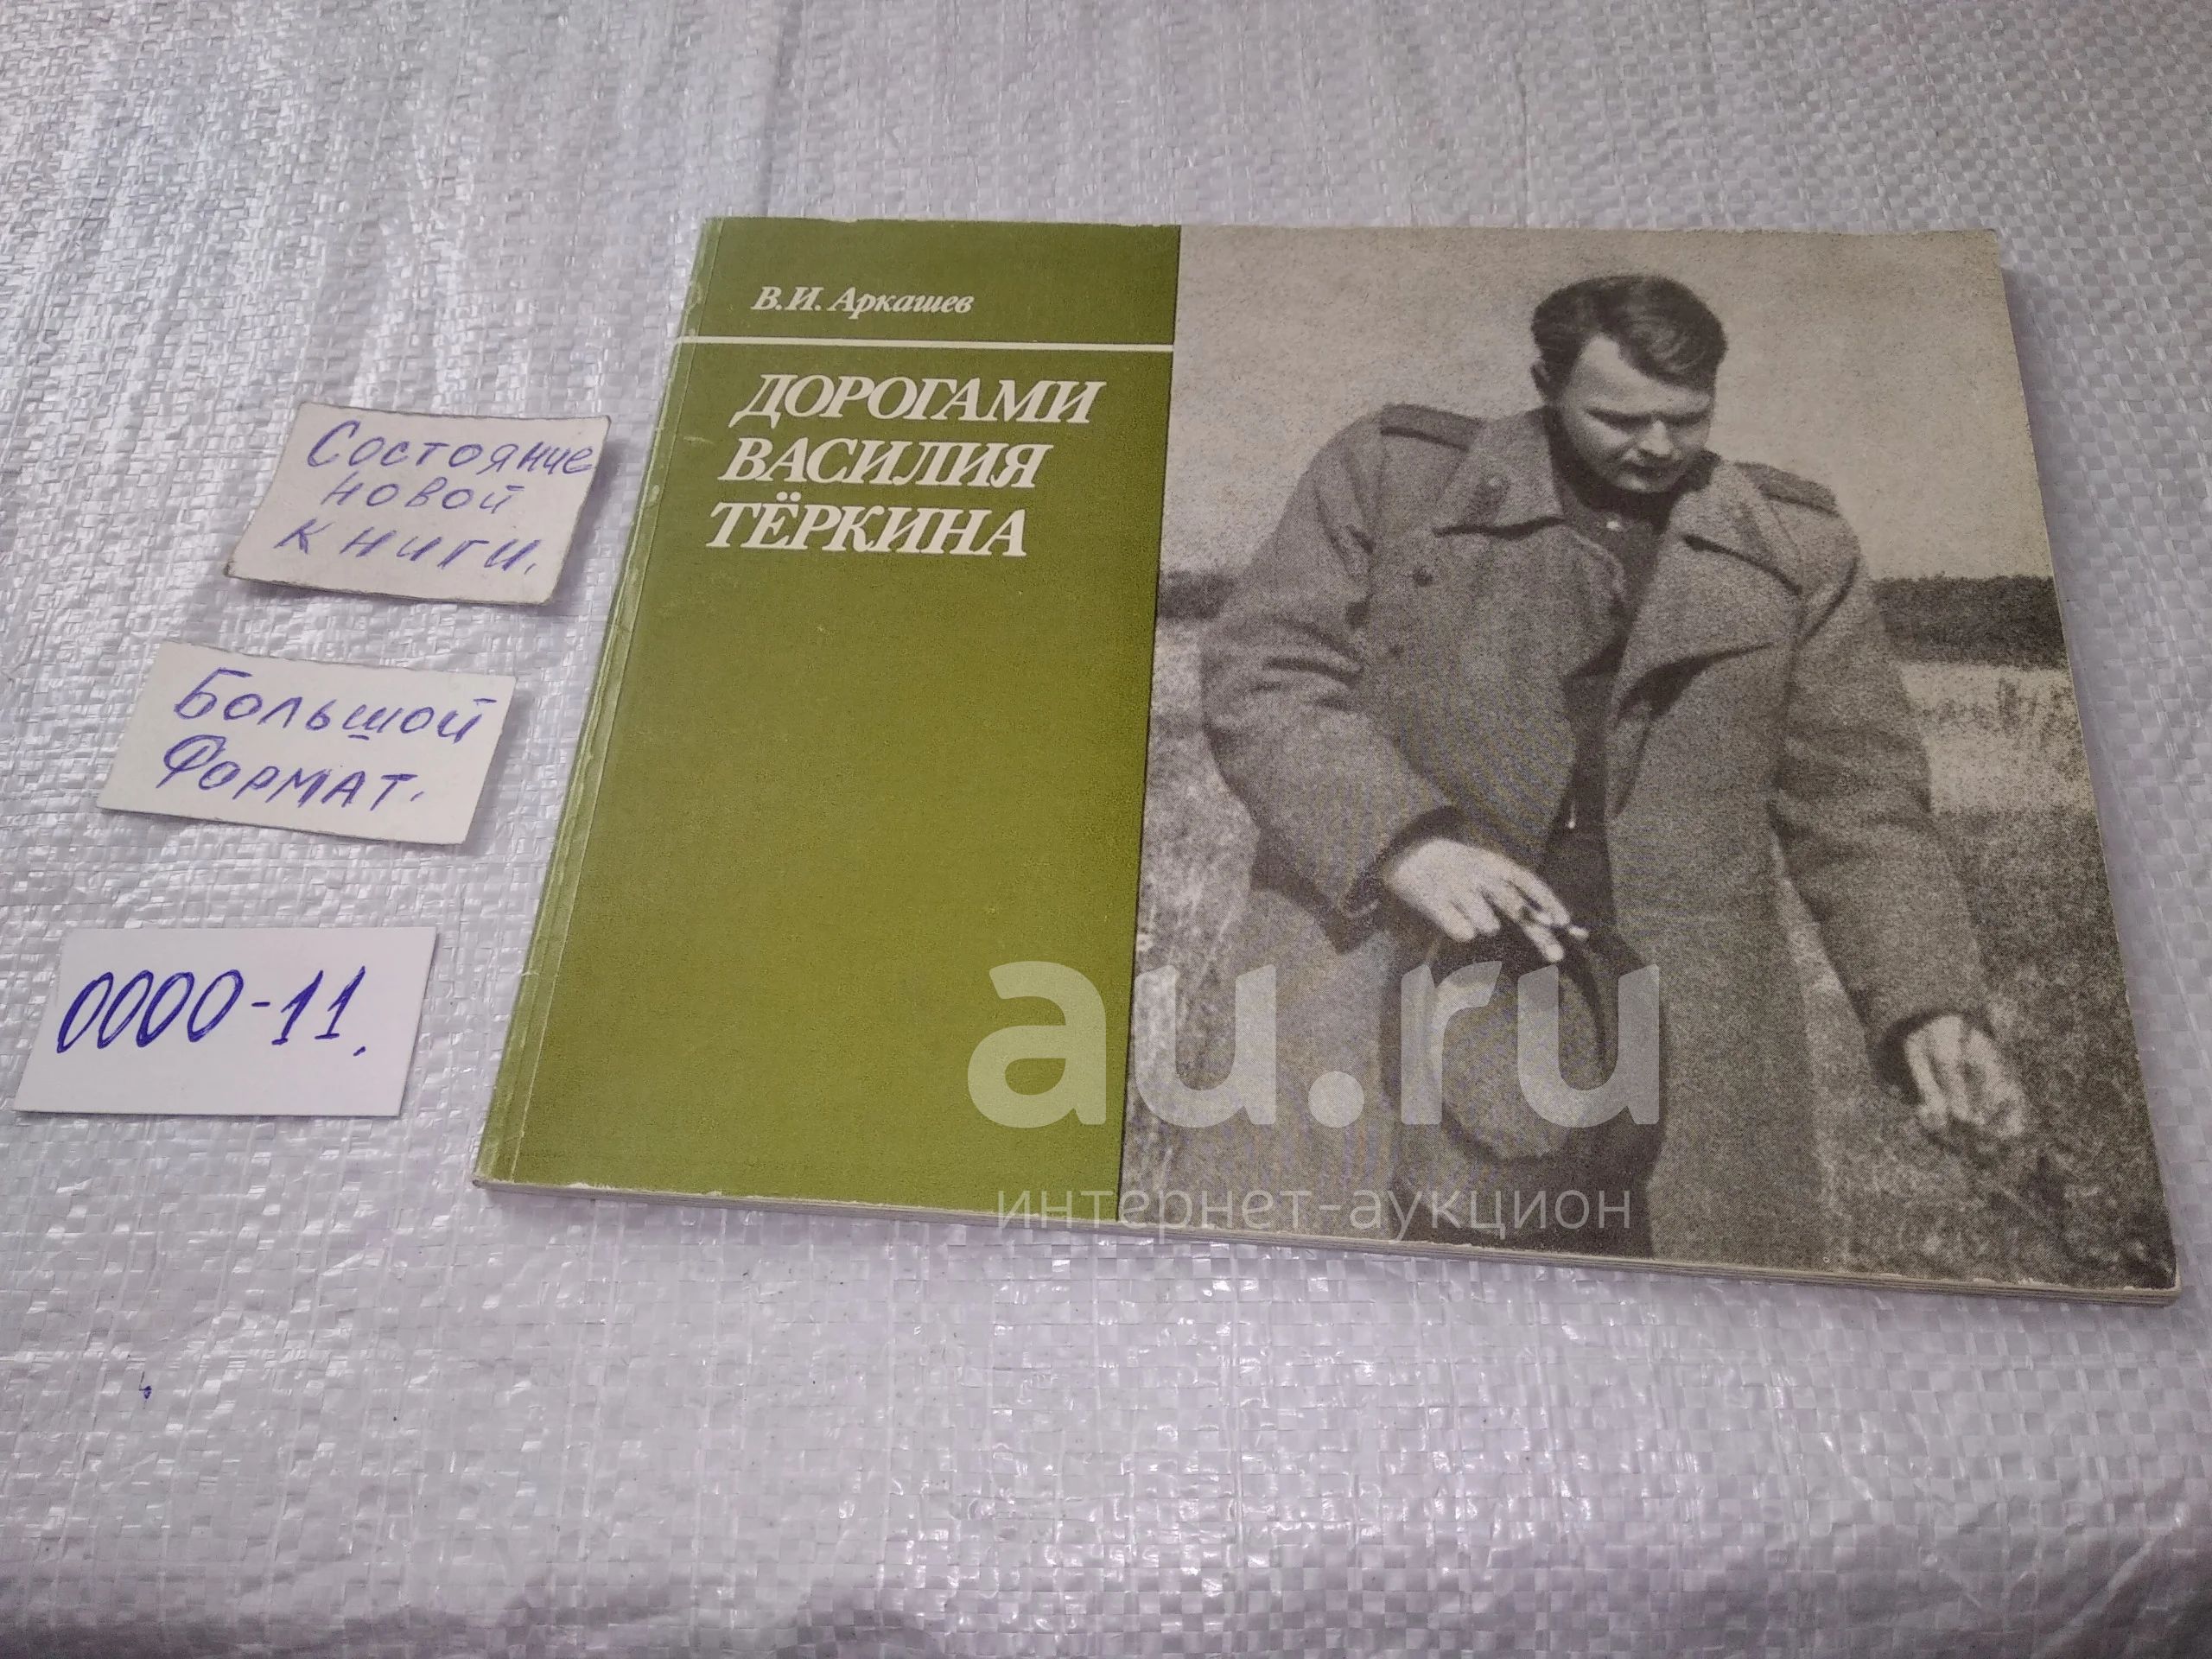 В.И. Аркашев
ДОРОГАМИ
ВАСИЛИЯ
ТЁРКИНА
Состояние
новой
книги.
Большой
Формат.
0000-11.
au.ru
интернет-аукцион